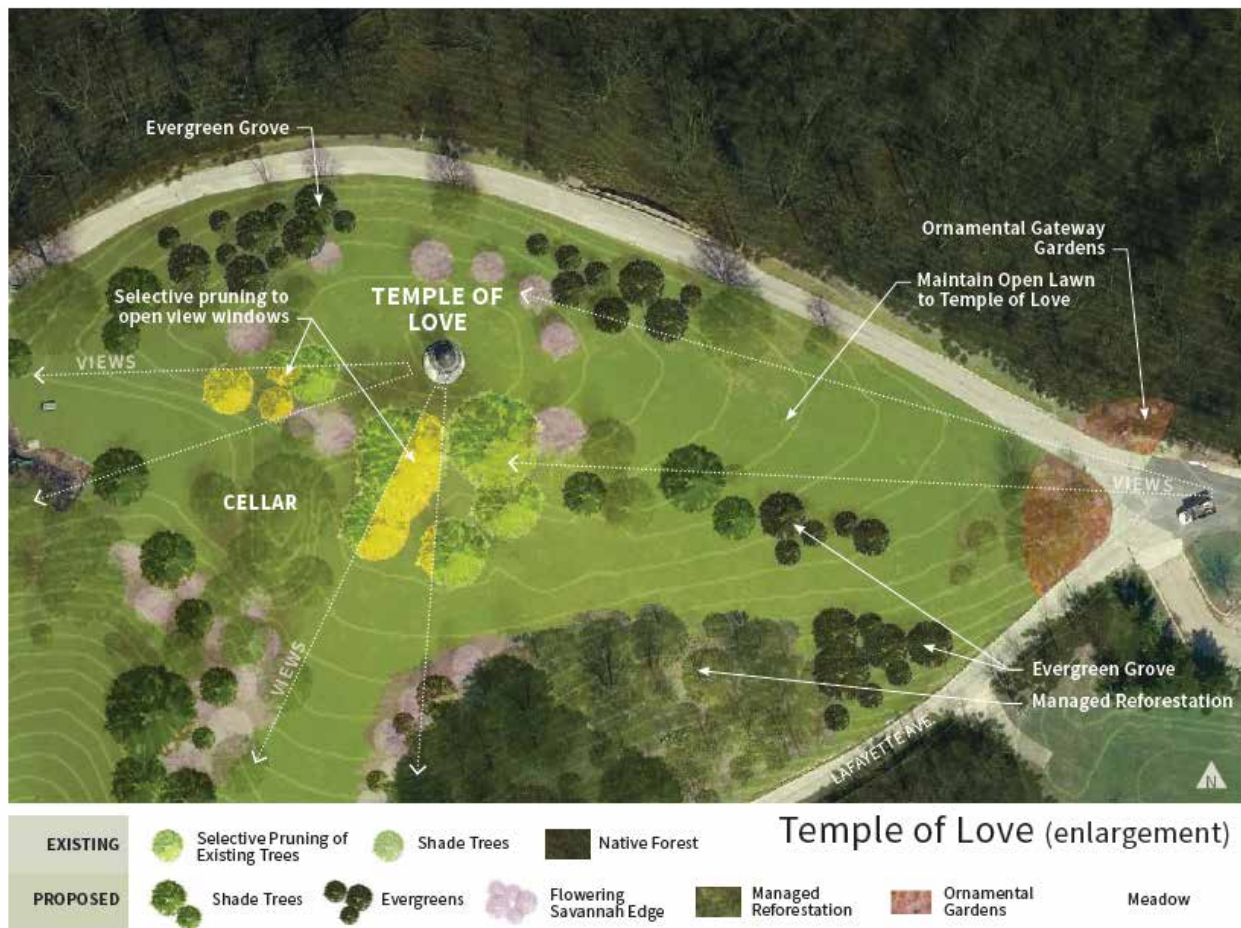 Evergreen Grove
Ornamental Gateway
Gardens
Maintain Open Lawn
to Temple of Love
Selective pruning to
open view windows
TEMPLE OF
LOVE
VIEWS
CELLAR
VIEWS
VIEWS
Evergreen Grove
Managed Reforestation
LAFAYETTE AVE.
N
Temple of Love (enlargement)
EXISTING
Selective Pruning of
Existing Trees
Shade Trees
Native Forest
PROPOSED
Shade Trees
Evergreens
Flowering
Savannah Edge
Managed
Reforestation
Ornamental
Gardens
Meadow